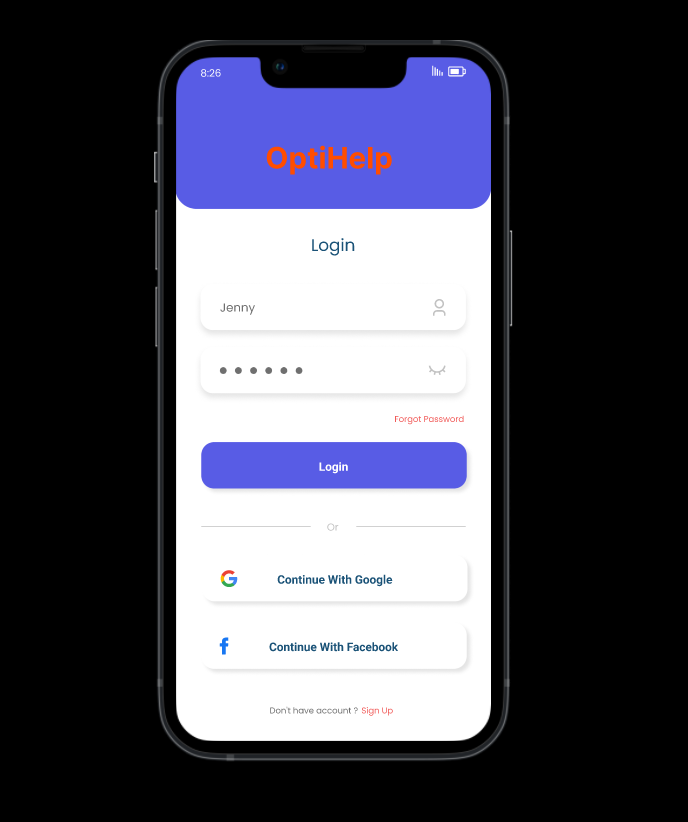 8:26
OptiHelp
Login
Jenny
Forgot Password
Login
Or
Continue With Google
Continue With Facebook
Don't have account ? Sign Up